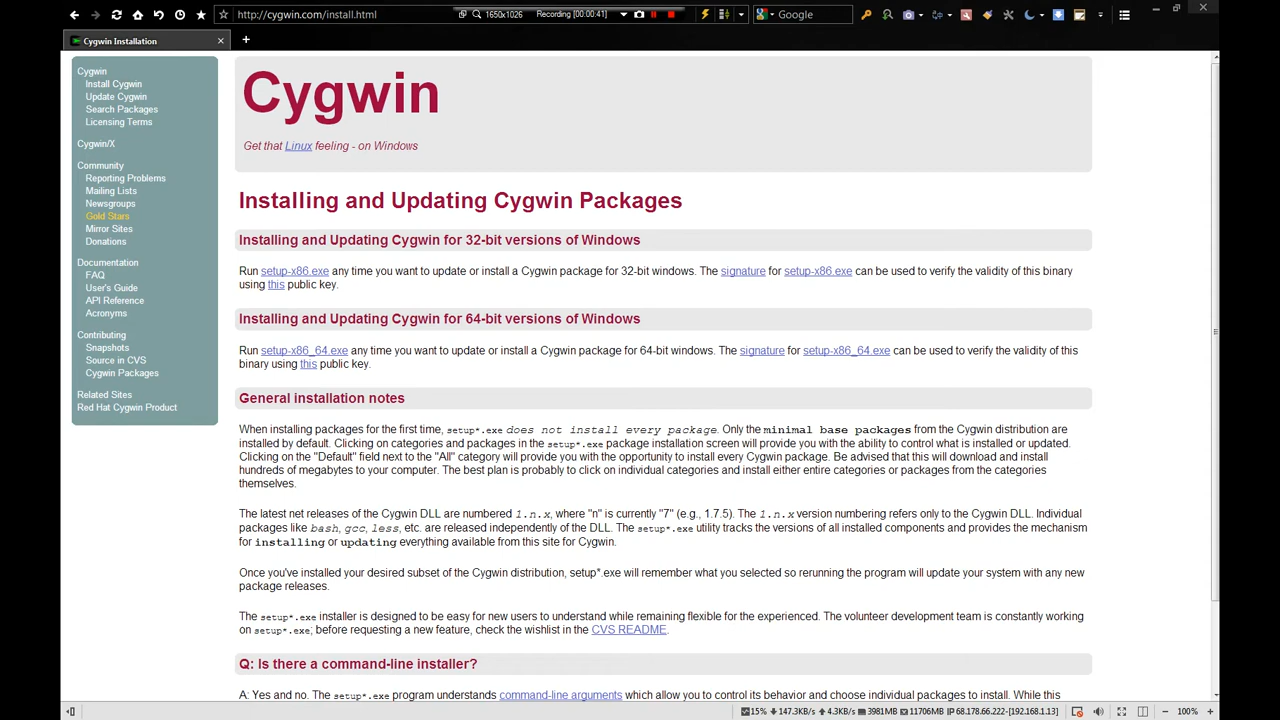 http://cygwin.com/install.html
1650x1026
Recording [00:00:41]
Google
Cygwin Installation
Cygwin
Install Cygwin
Update Cygwin
Search Packages
Licensing Terms
Cygwin/X
Community
Reporting Problems
Mailing Lists
Newsgroups
Gold Stars
Mirror Sites
Donations
Documentation
FAQ
User's Guide
API Reference
Acronyms
Contributing
Snapshots
Source in CVS
Cygwin Packages
Related Sites
Red Hat Cygwin Product
Cygwin
Get that Linux feeling - on Windows
Installing and Updating Cygwin Packages
Installing and Updating Cygwin for 32-bit versions of Windows
Run setup-x86.exe any time you want to update or install a Cygwin package for 32-bit windows. The signature for setup-x86.exe can be used to verify the validity of this binary
using this public key.
Installing and Updating Cygwin for 64-bit versions of Windows
Run setup-x86_64.exe any time you want to update or install a Cygwin package for 64-bit windows. The signature for setup-x86_64.exe can be used to verify the validity of this
binary using this public key.
General installation notes
When installing packages for the first time, setup*.exe does not install every package. Only the minimal base packages from the Cygwin distribution are
installed by default. Clicking on categories and packages in the setup*.exe package installation screen will provide you with the ability to control what is installed or updated.
Clicking on the "Default" field next to the "All" category will provide you with the opportunity to install every Cygwin package. Be advised that this will download and install
hundreds of megabytes to your computer. The best plan is probably to click on individual categories and install either entire categories or packages from the categories
themselves.
The latest net releases of the Cygwin DLL are numbered 1.n.x, where "n" is currently "7" (e.g., 1.7.5). The 1.n.x version numbering refers only to the Cygwin DLL. Individual
packages like bash, gcc, less, etc. are released independently of the DLL. The setup*.exe utility tracks the versions of all installed components and provides the mechanism
for installing or updating everything available from this site for Cygwin.
Once you've installed your desired subset of the Cygwin distribution, setup*.exe will remember what you selected so rerunning the program will update your system with any new
package releases.
The setup*.exe installer is designed to be easy for new users to understand while remaining flexible for the experienced. The volunteer development team is constantly working
on setup*.exe; before requesting a new feature, check the wishlist in the CVS README.
Q: Is there a command-line installer?
A: Yes and no. The setup*.exe program understands command-line arguments which allow you to control its behavior and choose individual packages to install. While this
15% 147.3KB/s 4.3KB/s 3981MB 11706MB IP 68.178.66.222-[192.168.1.13]
100%